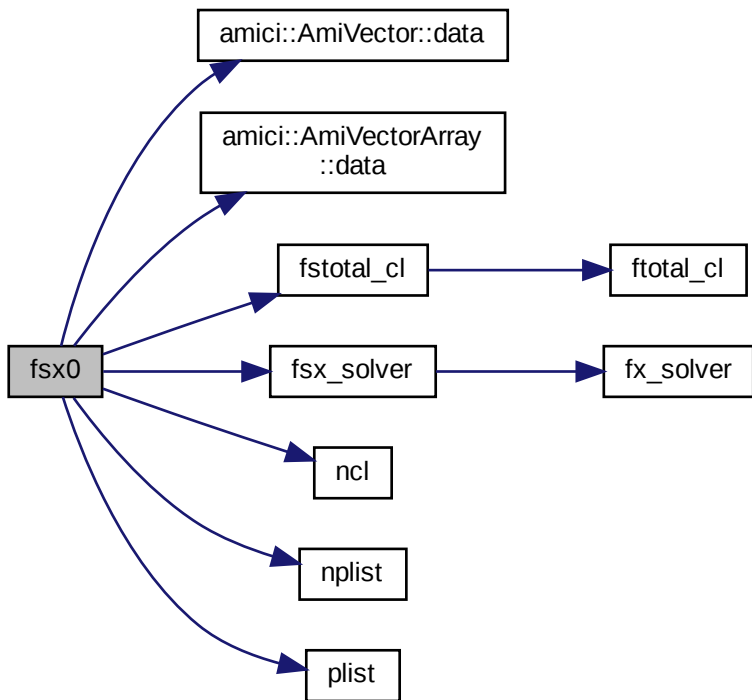 amici::AmiVector::data
amici::AmiVectorArray
::data
fstotal_cl
ftotal_cl
fsx0
fsx_solver
fx_solver
ncl
nplist
plist